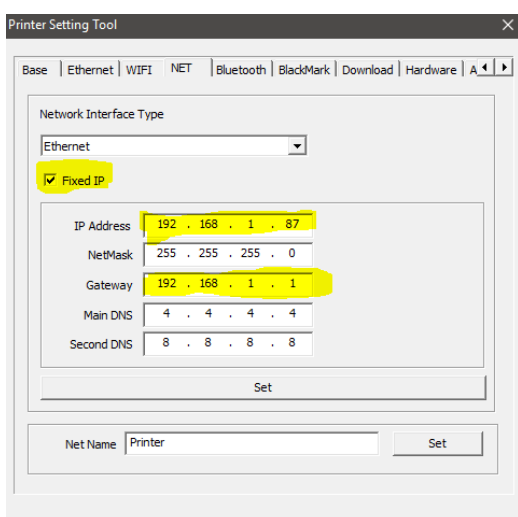 Printer Setting Tool
Base Ethernet WIFI NET Bluetooth BlackMark Download Hardware A
Network Interface Type
Ethernet
Fixed IP
IP Address 192 . 168 . 1 . 87
NetMask 255 . 255 . 255 . 0
Gateway 192 . 168 . 1 . 1
Main DNS 4 . 4 . 4 . 4
Second DNS 8 . 8 . 8 . 8
Set
Net Name Printer Set